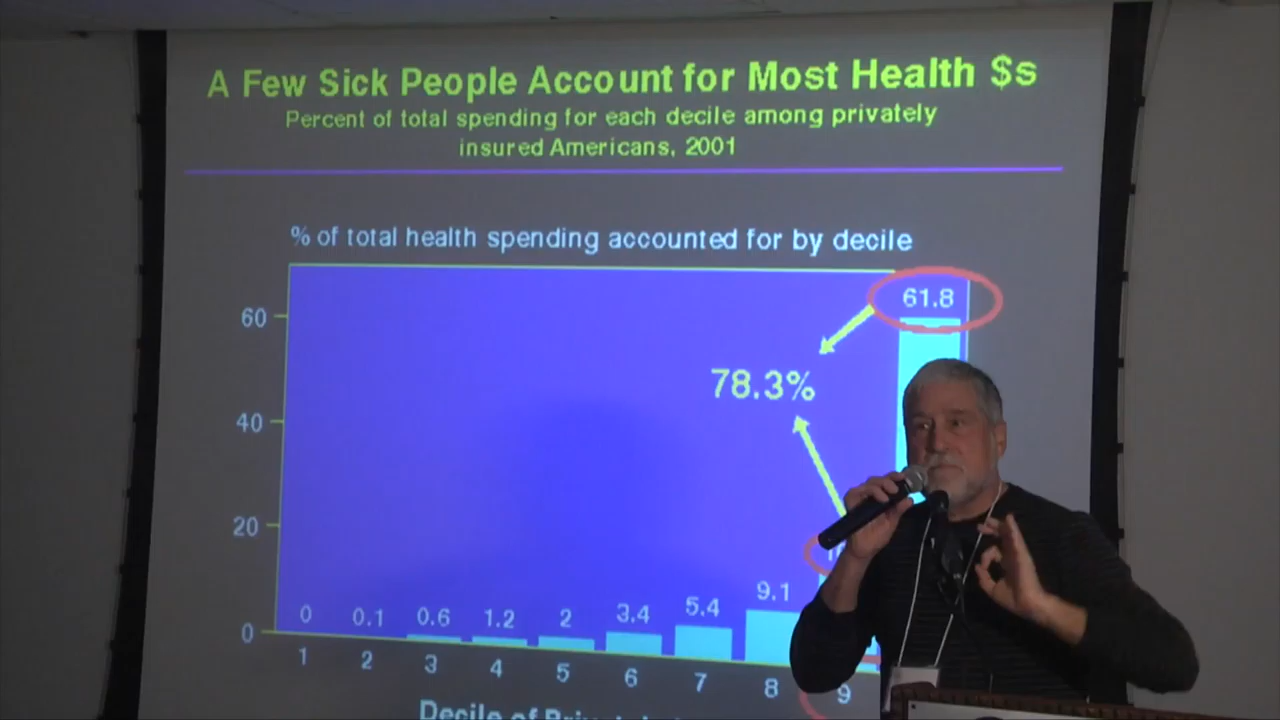 A Few Sick People Account for Most Health $s
Percent of total spending for each decile among privately
insured Americans, 2001
% of total health spending accounted for by decile
61.8
60
78.3%
40
20
9.1
5.4
3.4
2
1.2
0.6
0.1
0
0
1 2 3 4 5 6 7 8 9
Decile of